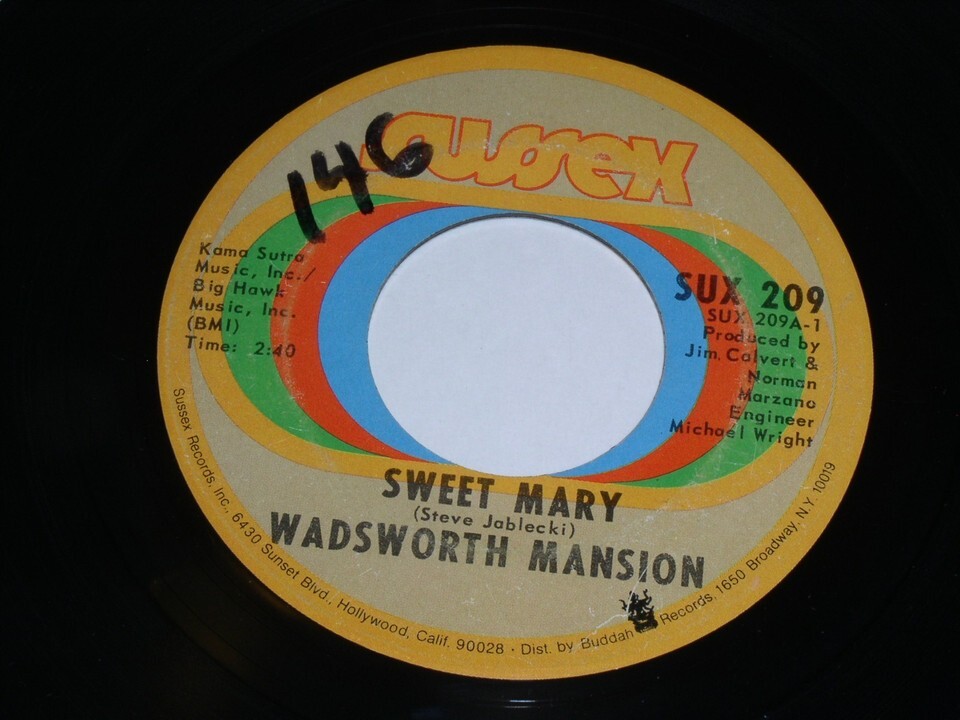 146
sussex
Kama Sutra
Music, Inc./
Big Hawk
Music, Inc.
(BMI)
Time: 2:40
SUX 209
SUX 209A-1
Produced by
Jim Calvert &
Norman
Marzano
Engineer
Michael Wright
SWEET MARY
(Steve Jablecki)
WADSWORTH MANSION
Sussex Records, Inc., 6430 Sunset Blvd., Hollywood, Calif. 90028 · Dist. by Buddah Records, 1650 Broadway, N.Y. 10019